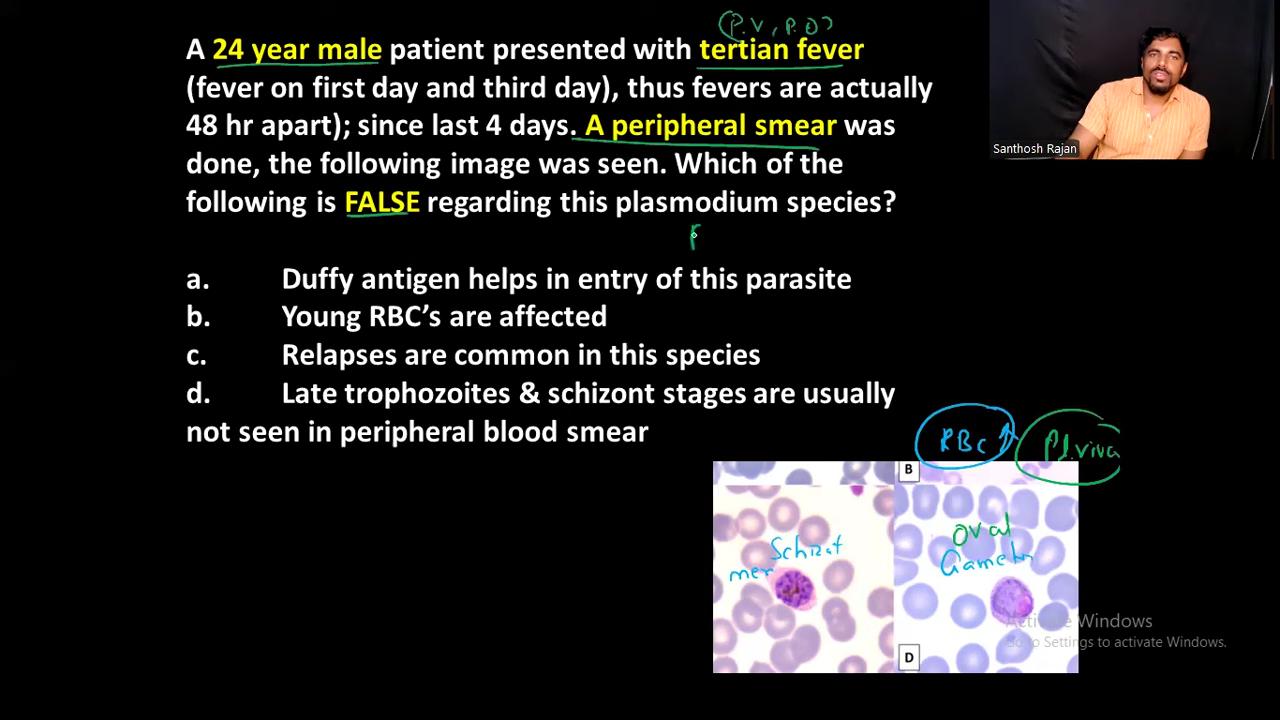 (P.V, P.O)
A 24 year male patient presented with tertian fever
(fever on first day and third day), thus fevers are actually
48 hr apart); since last 4 days. A peripheral smear was
done, the following image was seen. Which of the
following is FALSE regarding this plasmodium species?
a. Duffy antigen helps in entry of this parasite
b. Young RBC’s are affected
c. Relapses are common in this species
d. Late trophozoites & schizont stages are usually
not seen in peripheral blood smear
Santhosh Rajan
RBC↑ Pl.viva
B
Oval
Schizot
mer
D
Activate Windows
Go to Settings to activate Windows.